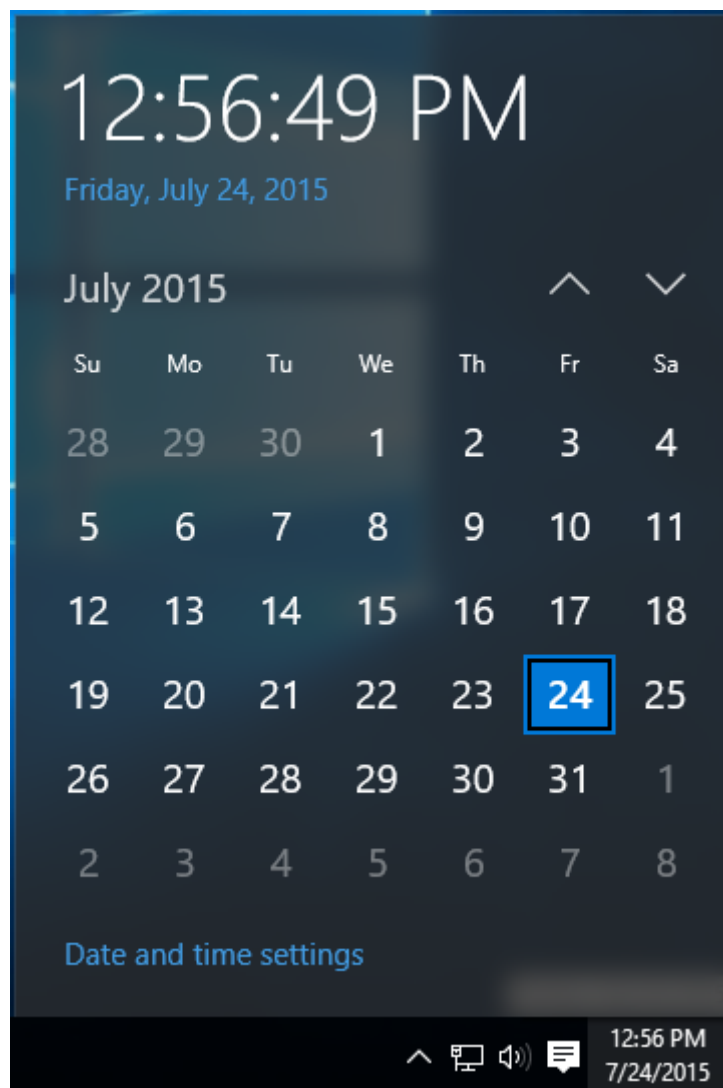 12:56:49 PM
Friday, July 24, 2015
July 2015
Su Mo Tu We Th Fr Sa
28 29 30 1 2 3 4
5 6 7 8 9 10 11
12 13 14 15 16 17 18
19 20 21 22 23 24 25
26 27 28 29 30 31 1
2 3 4 5 6 7 8
Date and time settings
12:56 PM
7/24/2015